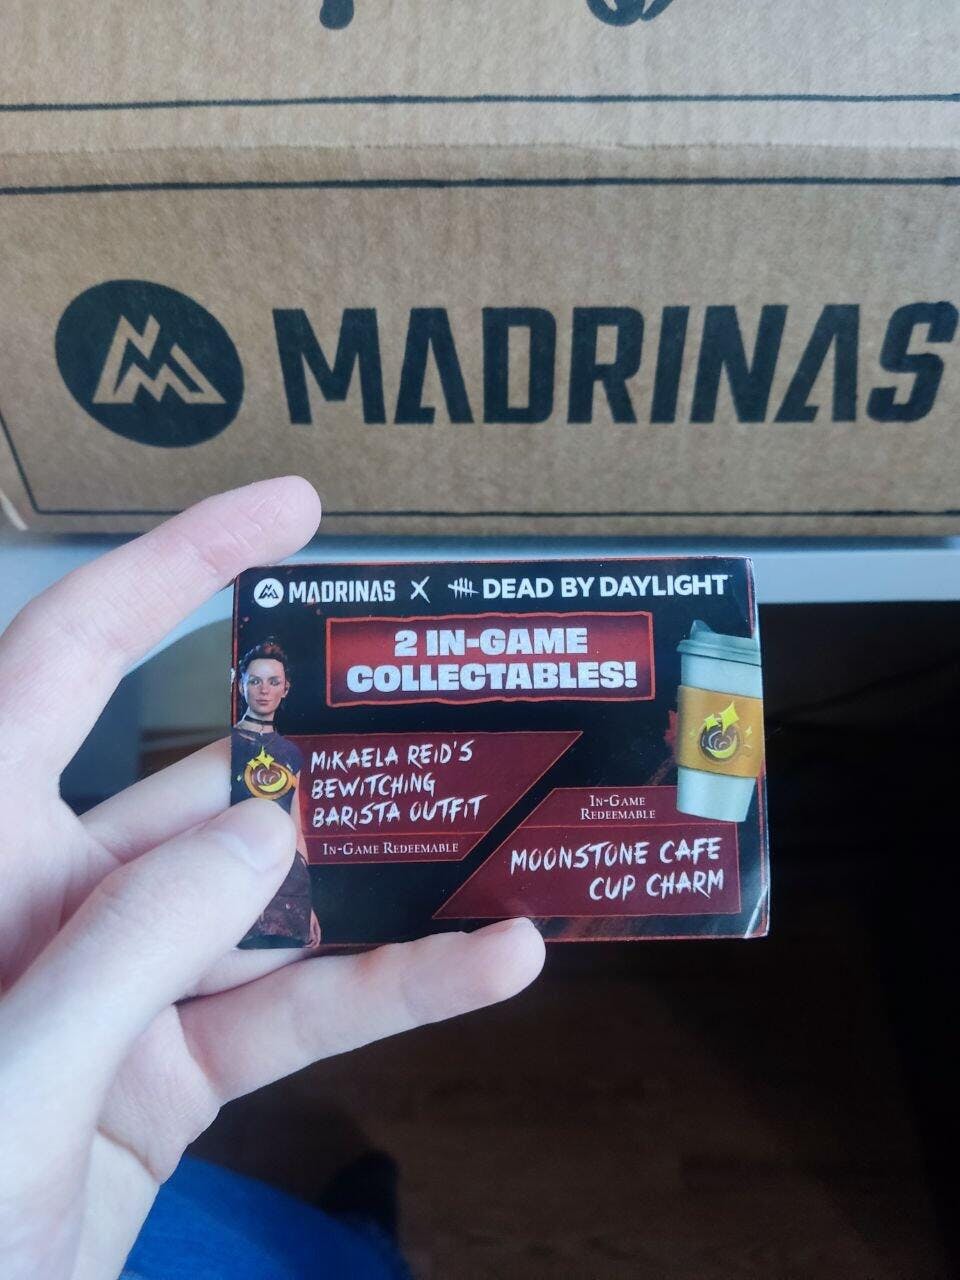 MADRINAS
MADRINAS X DEAD BY DAYLIGHT™
2 IN-GAME
COLLECTABLES!
MIKAELA REID'S
BEWITCHING
BARISTA OUTFIT
IN-GAME REDEEMABLE
IN-GAME
REDEEMABLE
MOONSTONE CAFE
CUP CHARM